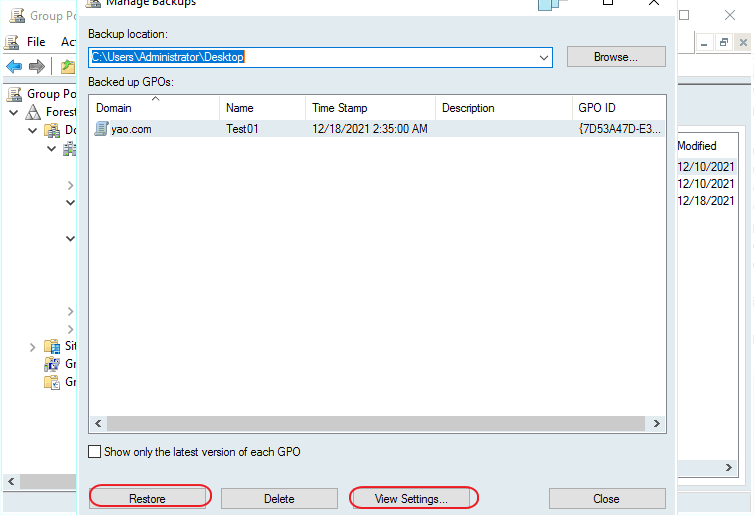 Manage Backups
Group Po
File Ac
Backup location:
C:\Users\Administrator\Desktop
Browse...
Backed up GPOs:
Group Po
Fores
Do
Domain Name Time Stamp Description GPO ID
yao.com Test01 12/18/2021 2:35:00 AM {7D53A47D-E3...
Modified
12/10/2021
12/10/2021
12/18/2021
Sit
Gr
Gr
Show only the latest version of each GPO
Restore Delete View Settings... Close